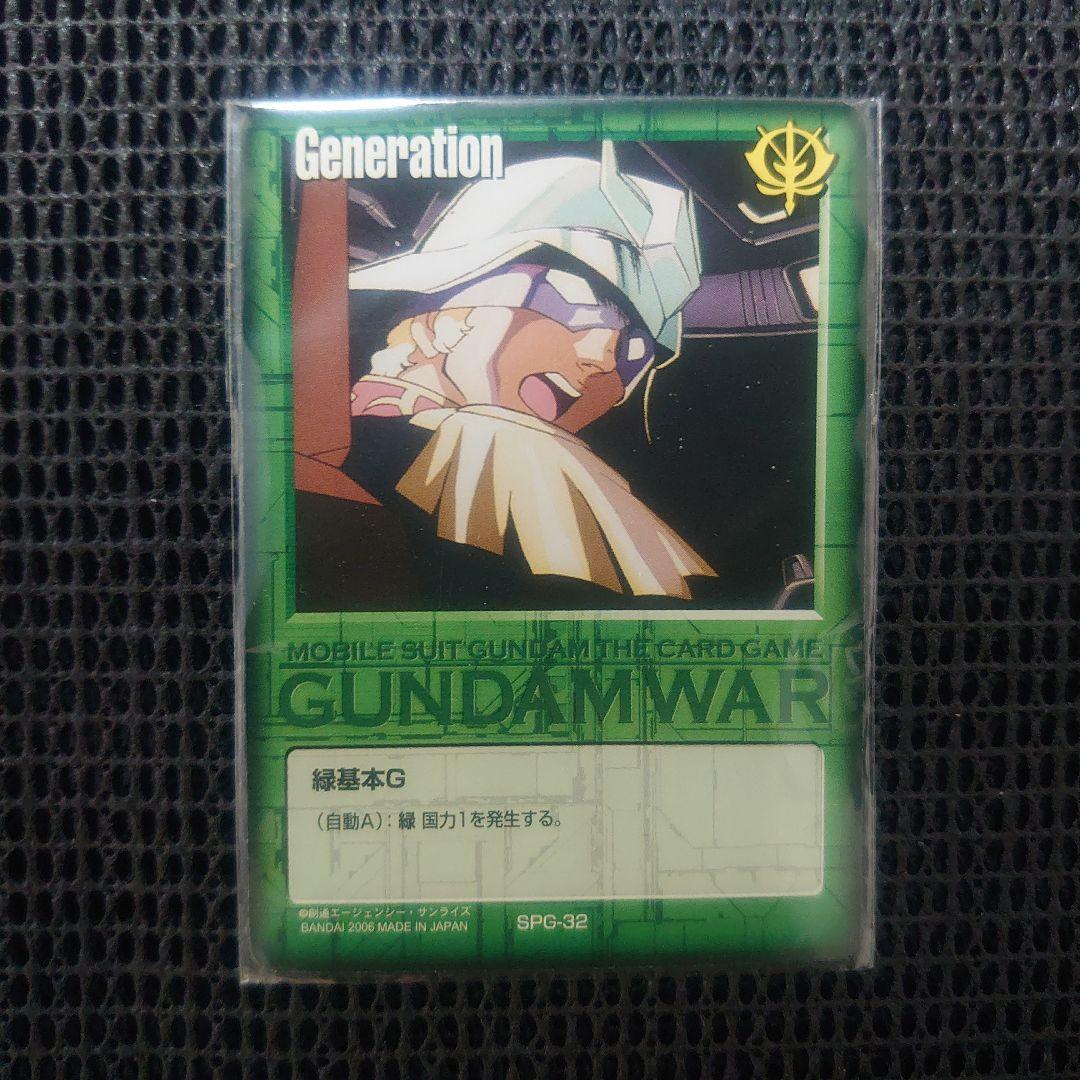 Generation
MOBILE SUIT GUNDAM THE CARD GAME
GUNDAM WAR
緑基本G
（自動A）：緑 国力1を発生する。
©創通エージェンシー・サンライズ
BANDAI 2006 MADE IN JAPAN
SPG-32